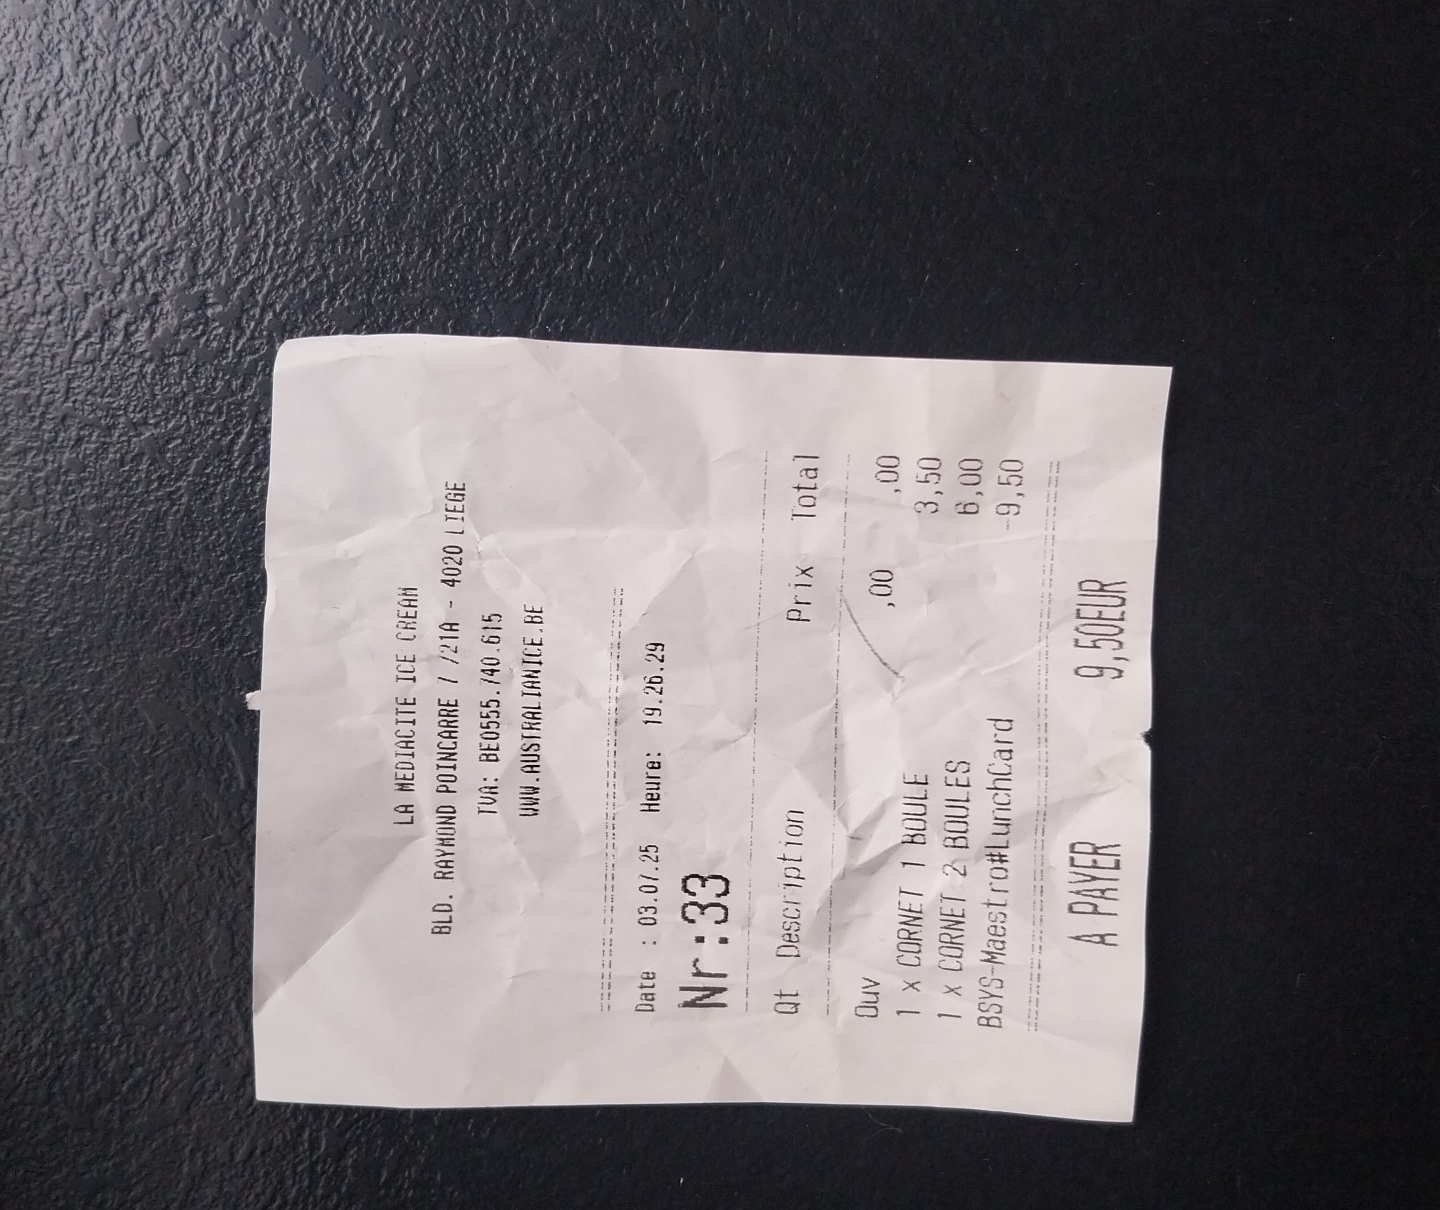 LA MEDIACITE ICE CREAM
BLD. RAYMOND POINCARRE 7/21A - 4020 LIEGE
TVA: BE0555.740.615
WWW.AUSTRALIANICE.BE
Date : 03.07.25 Heure: 19.26.29
Nr:33
Qt Description Prix Total
Ouv ,00 ,00
1 x CORNET 1 BOULE 3,50
1 x CORNET 2 BOULES 6,00
BSYS-Maestro#LunchCard -9,50
A PAYER 9,50EUR